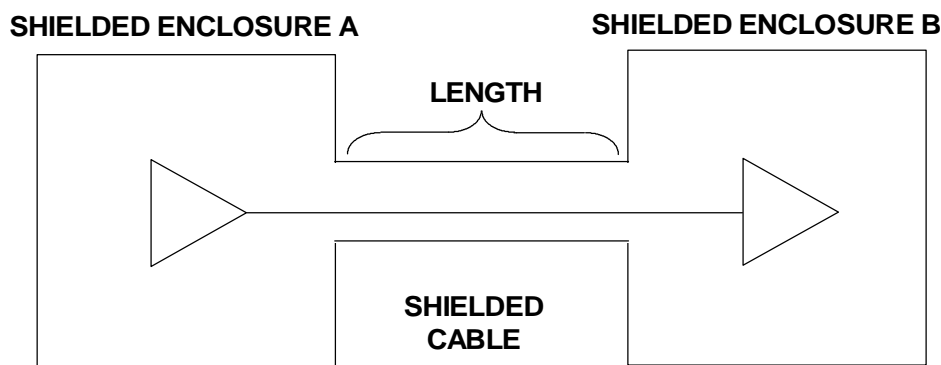 SHIELDED ENCLOSURE A
SHIELDED ENCLOSURE B
LENGTH
SHIELDED
CABLE